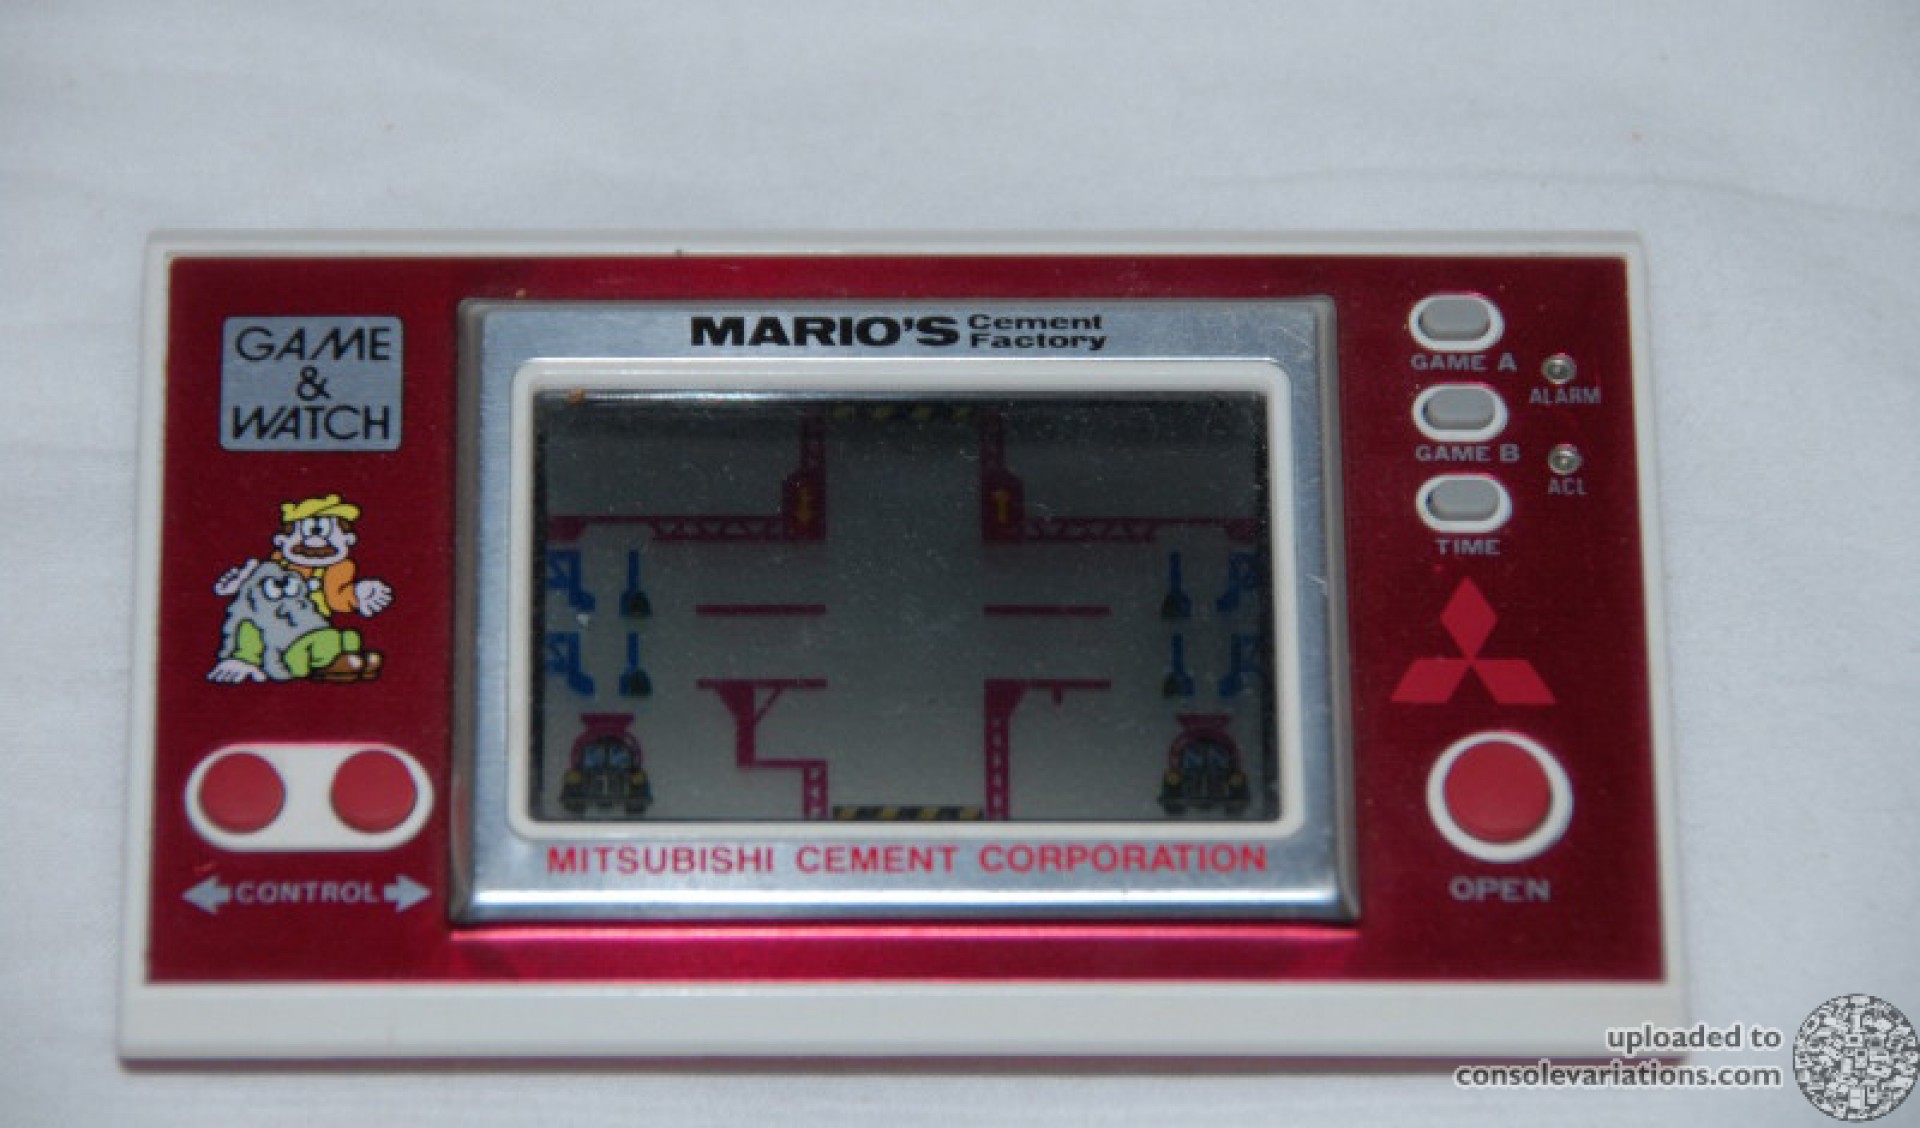 GAME
&
WATCH
MARIO'S Cement
Factory
GAME A
ALARM
GAME B
ACL
TIME
MITSUBISHI CEMENT CORPORATION
CONTROL
OPEN
uploaded to
consolevariations.com